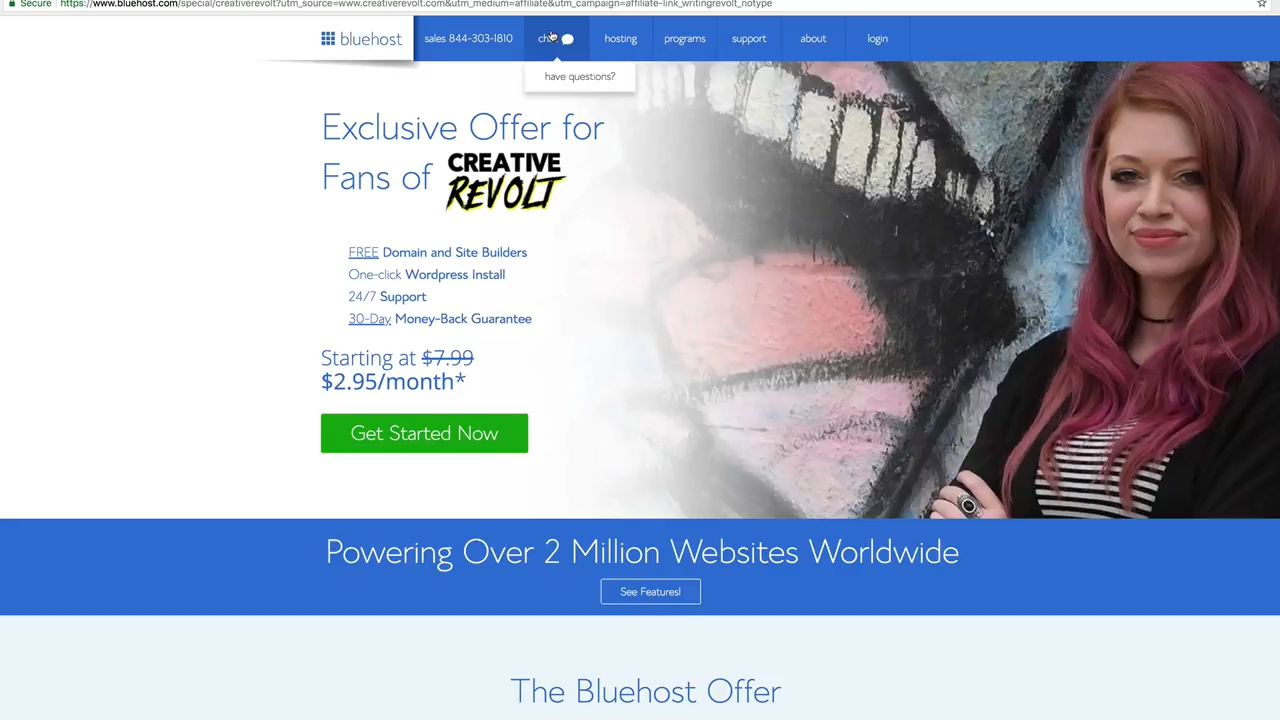 Secure https://www.bluehost.com/special/creativerevolt?utm_source=www.creativerevolt.com&utm_medium=affiliate&utm_campaign=affiliate-link_writingrevolt_notype
bluehost sales 844-303-1810 hosting programs support about login
have questions?
Exclusive Offer for
Fans of CREATIVE
REVOLT
FREE Domain and Site Builders
One-click Wordpress Install
24/7 Support
30-Day Money-Back Guarantee
Starting at $7.99
$2.95/month*
Get Started Now
Powering Over 2 Million Websites Worldwide
See Features!
The Bluehost Offer